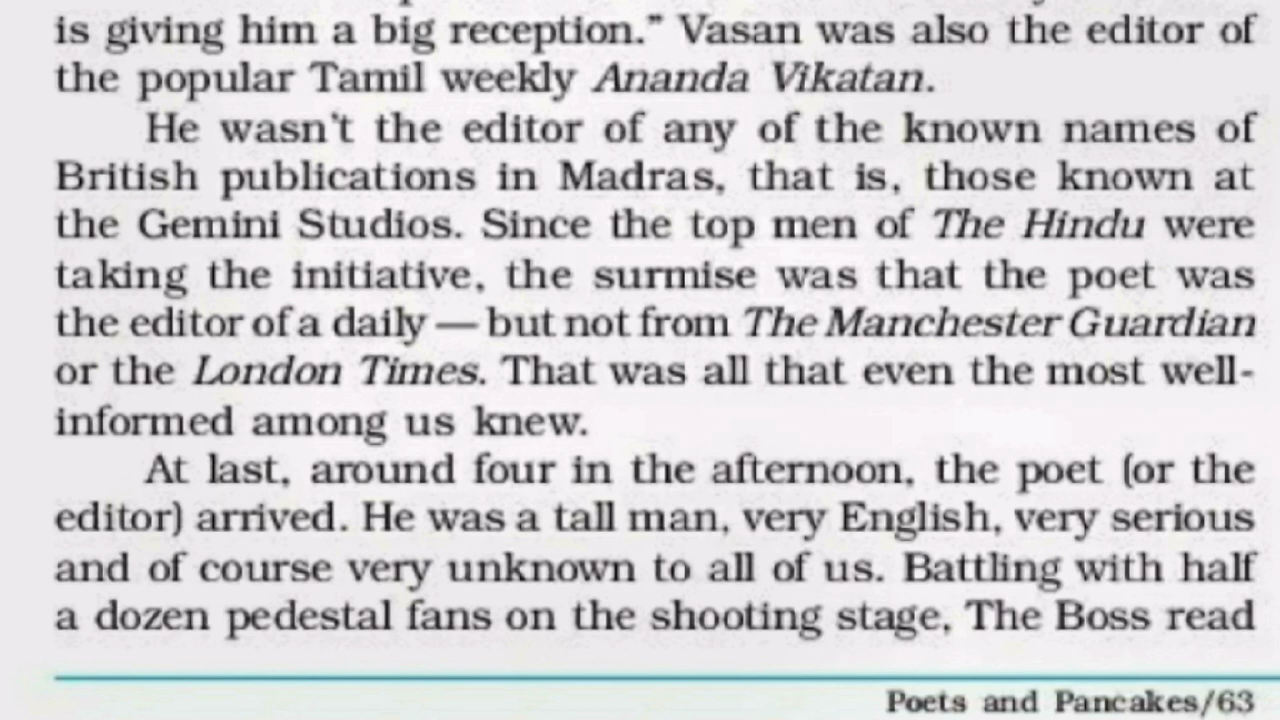 is giving him a big reception.” Vasan was also the editor of
the popular Tamil weekly Ananda Vikatan.
He wasn't the editor of any of the known names of
British publications in Madras, that is, those known at
the Gemini Studios. Since the top men of The Hindu were
taking the initiative, the surmise was that the poet was
the editor of a daily — but not from The Manchester Guardian
or the London Times. That was all that even the most well-
informed among us knew.
At last, around four in the afternoon, the poet (or the
editor) arrived. He was a tall man, very English, very serious
and of course very unknown to all of us. Battling with half
a dozen pedestal fans on the shooting stage, The Boss read
Poets and Pancakes/63